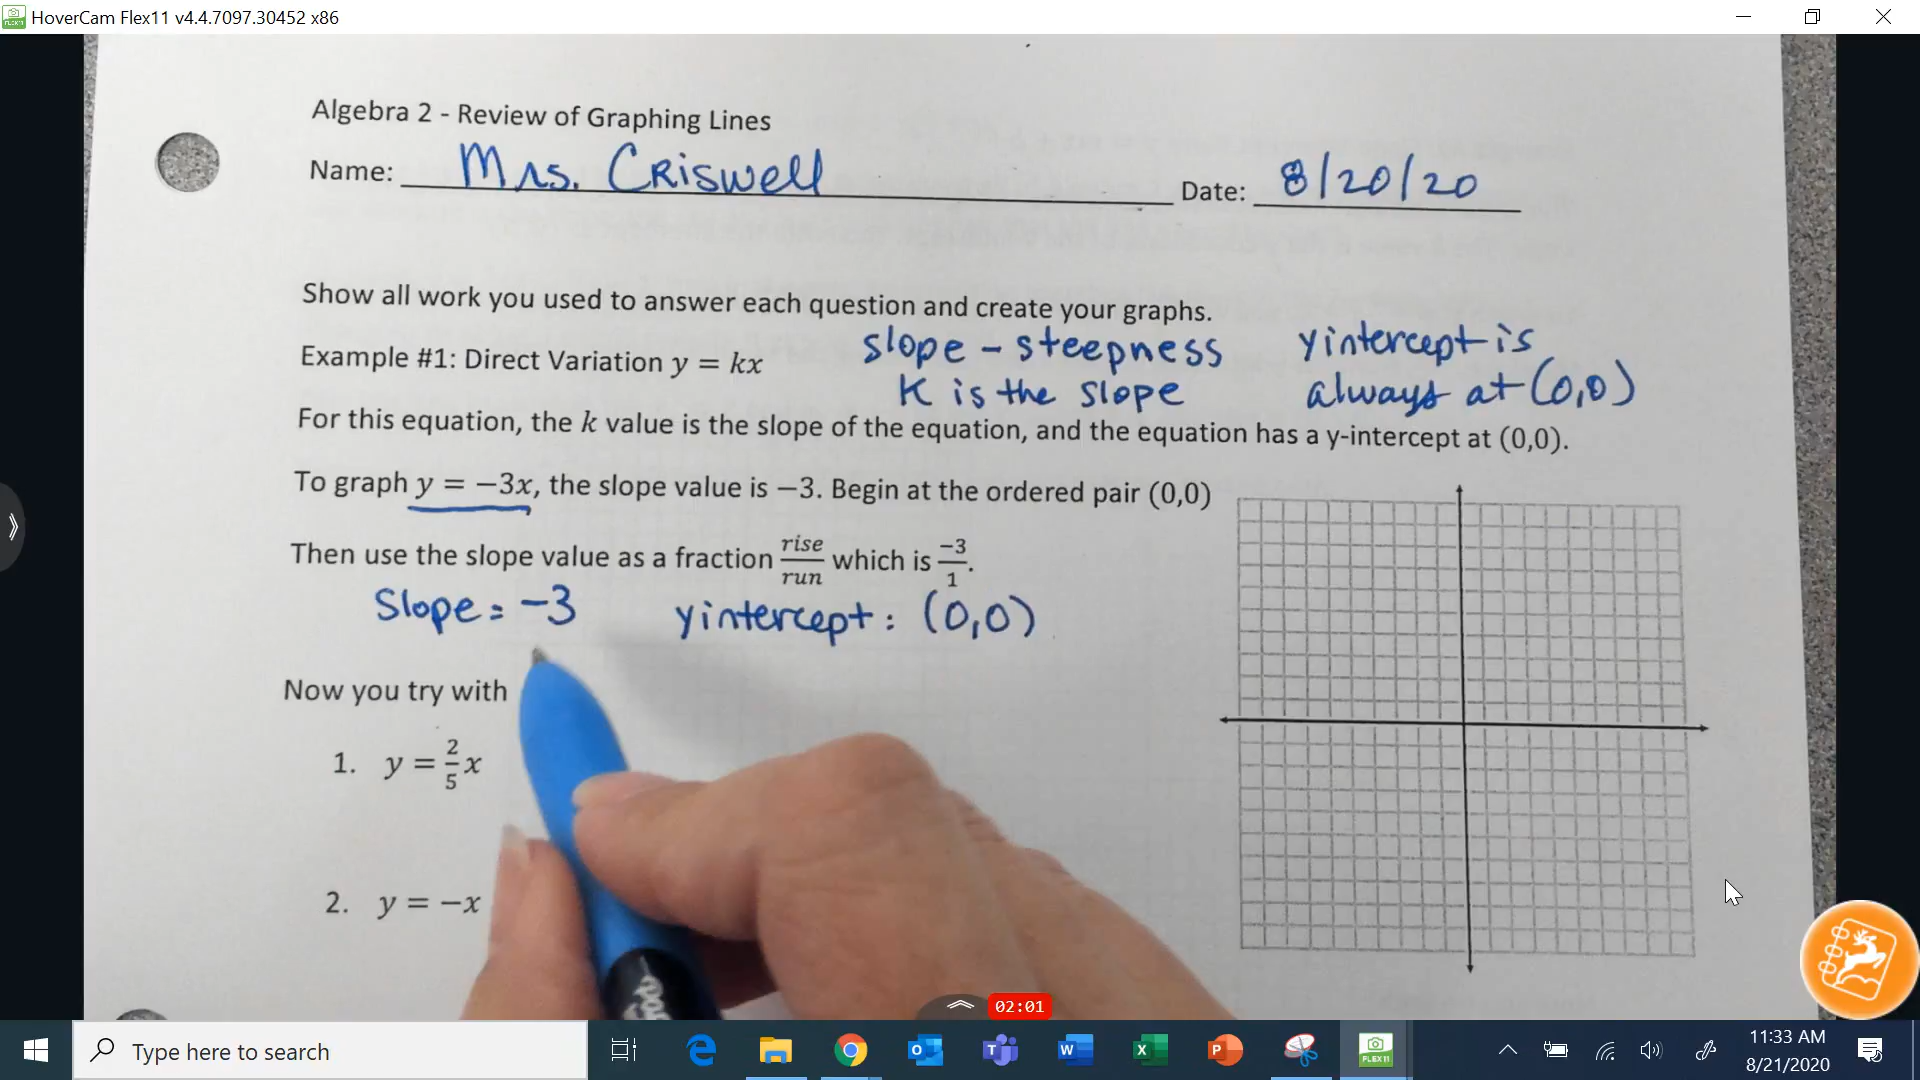 HoverCam Flex11 v4.4.7097.30452 x86
Algebra 2 - Review of Graphing Lines
Name: Mrs. Criswell Date: 8/20/20
Show all work you used to answer each question and create your graphs.
slope - steepness yintercept is
Example #1: Direct Variation y = kx
K is the slope always at (0,0)
For this equation, the k value is the slope of the equation, and the equation has a y-intercept at (0,0).
To graph y = −3x, the slope value is −3. Begin at the ordered pair (0,0)
Then use the slope value as a fraction rise/run which is −3/1.
Slope = -3 yintercept: (0,0)
Now you try with
1. y = 2/5 x
2. y = −x
02:01
Type here to search
11:33 AM
8/21/2020
FLEX11